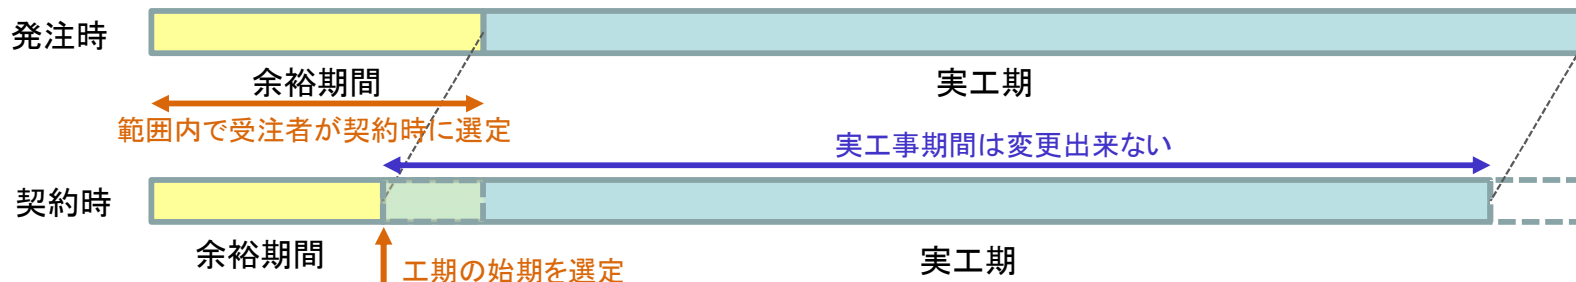 発注時
余裕期間
実工期
範囲内で受注者が契約時に選定
実工事期間は変更出来ない
契約時
余裕期間
工期の始期を選定
実工期